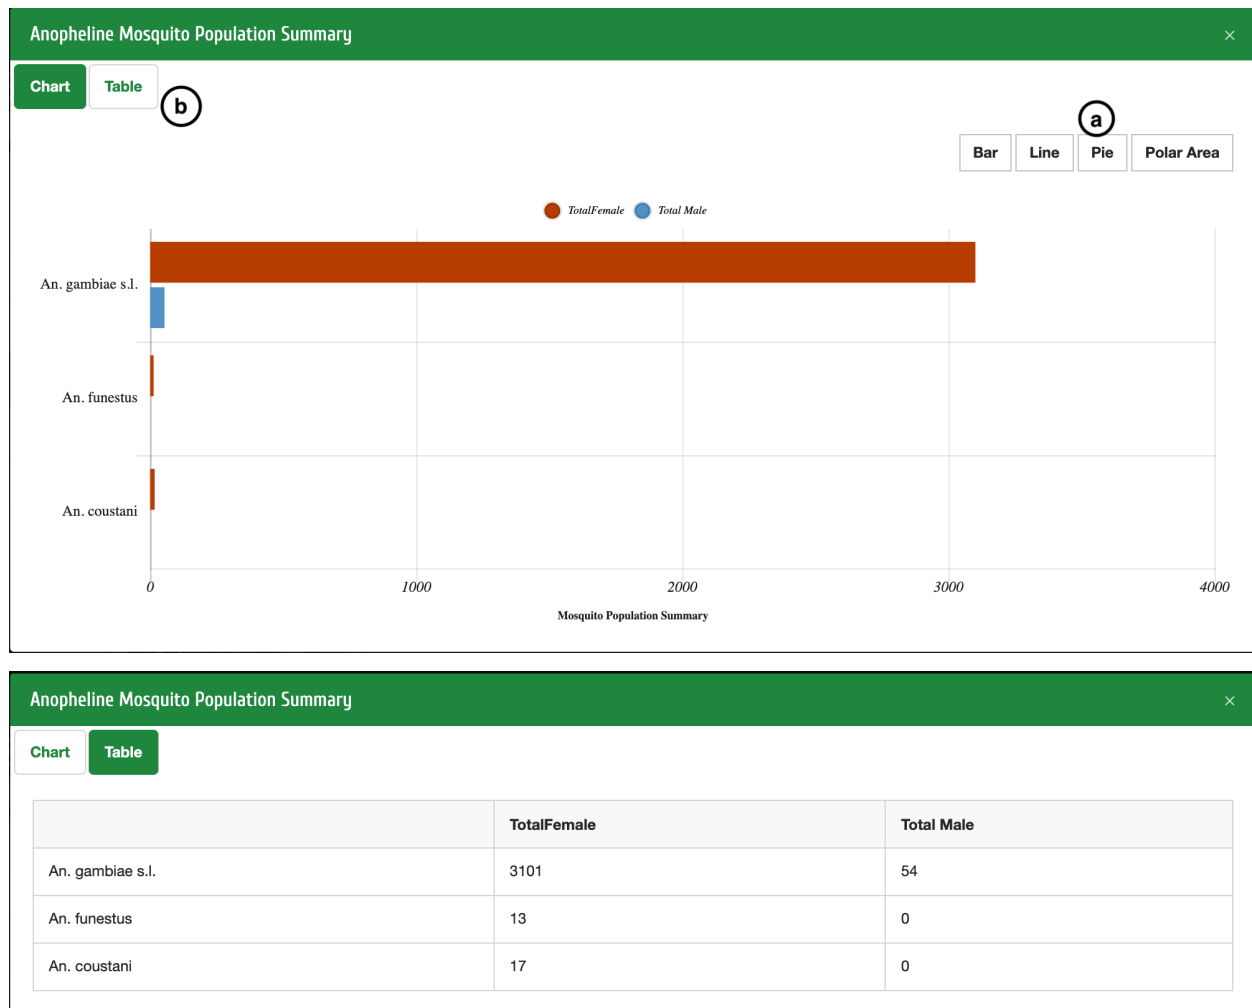 Anopheline Mosquito Population Summary ×
Chart Table
b
a
Bar Line Pie Polar Area
TotalFemale Total Male
An. gambiae s.l.
An. funestus
An. coustani
0 1000 2000 3000 4000
Mosquito Population Summary
Anopheline Mosquito Population Summary ×
Chart Table
TotalFemale Total Male
An. gambiae s.l. 3101 54
An. funestus 13 0
An. coustani 17 0